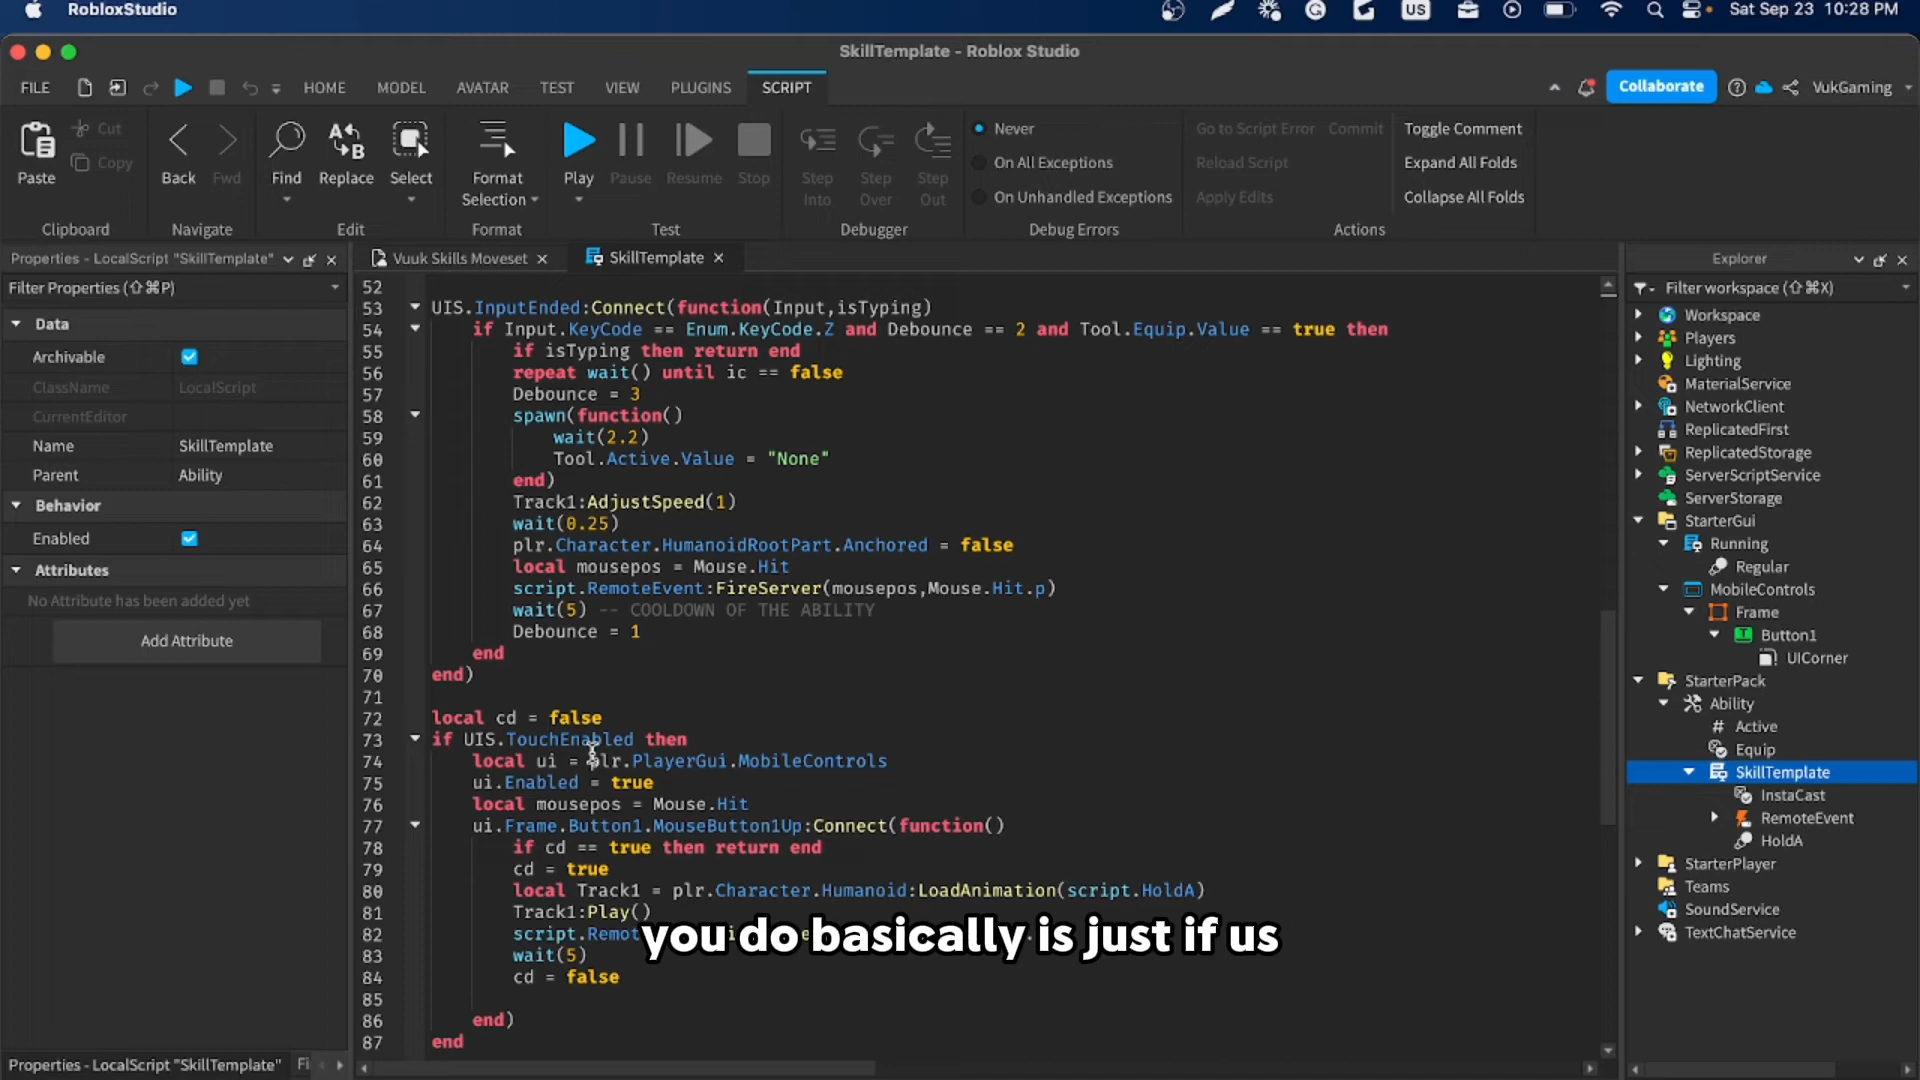 RobloxStudio
US
Sat Sep 23 10:28 PM
SkillTemplate - Roblox Studio
FILE
HOME
MODEL
AVATAR
TEST
VIEW
PLUGINS
SCRIPT
Collaborate
VukGaming
Paste
Cut
Copy
Back
Fwd
Find
Replace
Select
Format
Selection
Play
Pause
Resume
Stop
Step
Into
Step
Over
Step
Out
Never
On All Exceptions
On Unhandled Exceptions
Go to Script Error
Commit
Reload Script
Apply Edits
Toggle Comment
Expand All Folds
Collapse All Folds
Clipboard
Navigate
Edit
Format
Test
Debugger
Debug Errors
Actions
Properties - LocalScript "SkillTemplate"
Filter Properties (⇧⌘P)
Data
Archivable
ClassName LocalScript
CurrentEditor
Name SkillTemplate
Parent Ability
Behavior
Enabled
Attributes
No Attribute has been added yet
Add Attribute
Properties - LocalScript "SkillTemplate"
Fi
Vuuk Skills Moveset
SkillTemplate
52
53 UIS.InputEnded:Connect(function(Input,isTyping)
54 if Input.KeyCode == Enum.KeyCode.Z and Debounce == 2 and Tool.Equip.Value == true then
55 if isTyping then return end
56 repeat wait() until ic == false
57 Debounce = 3
58 spawn(function()
59 wait(2.2)
60 Tool.Active.Value = "None"
61 end)
62 Track1:AdjustSpeed(1)
63 wait(0.25)
64 plr.Character.HumanoidRootPart.Anchored = false
65 local mousepos = Mouse.Hit
66 script.RemoteEvent:FireServer(mousepos,Mouse.Hit.p)
67 wait(5) -- COOLDOWN OF THE ABILITY
68 Debounce = 1
69 end
70 end)
71
72 local cd = false
73 if UIS.TouchEnabled then
74 local ui = plr.PlayerGui.MobileControls
75 ui.Enabled = true
76 local mousepos = Mouse.Hit
77 ui.Frame.Button1.MouseButton1Up:Connect(function()
78 if cd == true then return end
79 cd = true
80 local Track1 = plr.Character.Humanoid:LoadAnimation(script.HoldA)
81 Track1:Play()
82 script.Remot
83 wait(5)
84 cd = false
85
86 end)
87 end
you do basically is just if us
Explorer
Filter workspace (⇧⌘X)
Workspace
Players
Lighting
MaterialService
NetworkClient
ReplicatedFirst
ReplicatedStorage
ServerScriptService
ServerStorage
StarterGui
Running
Regular
MobileControls
Frame
Button1
UICorner
StarterPack
Ability
Active
Equip
SkillTemplate
InstaCast
RemoteEvent
HoldA
StarterPlayer
Teams
SoundService
TextChatService